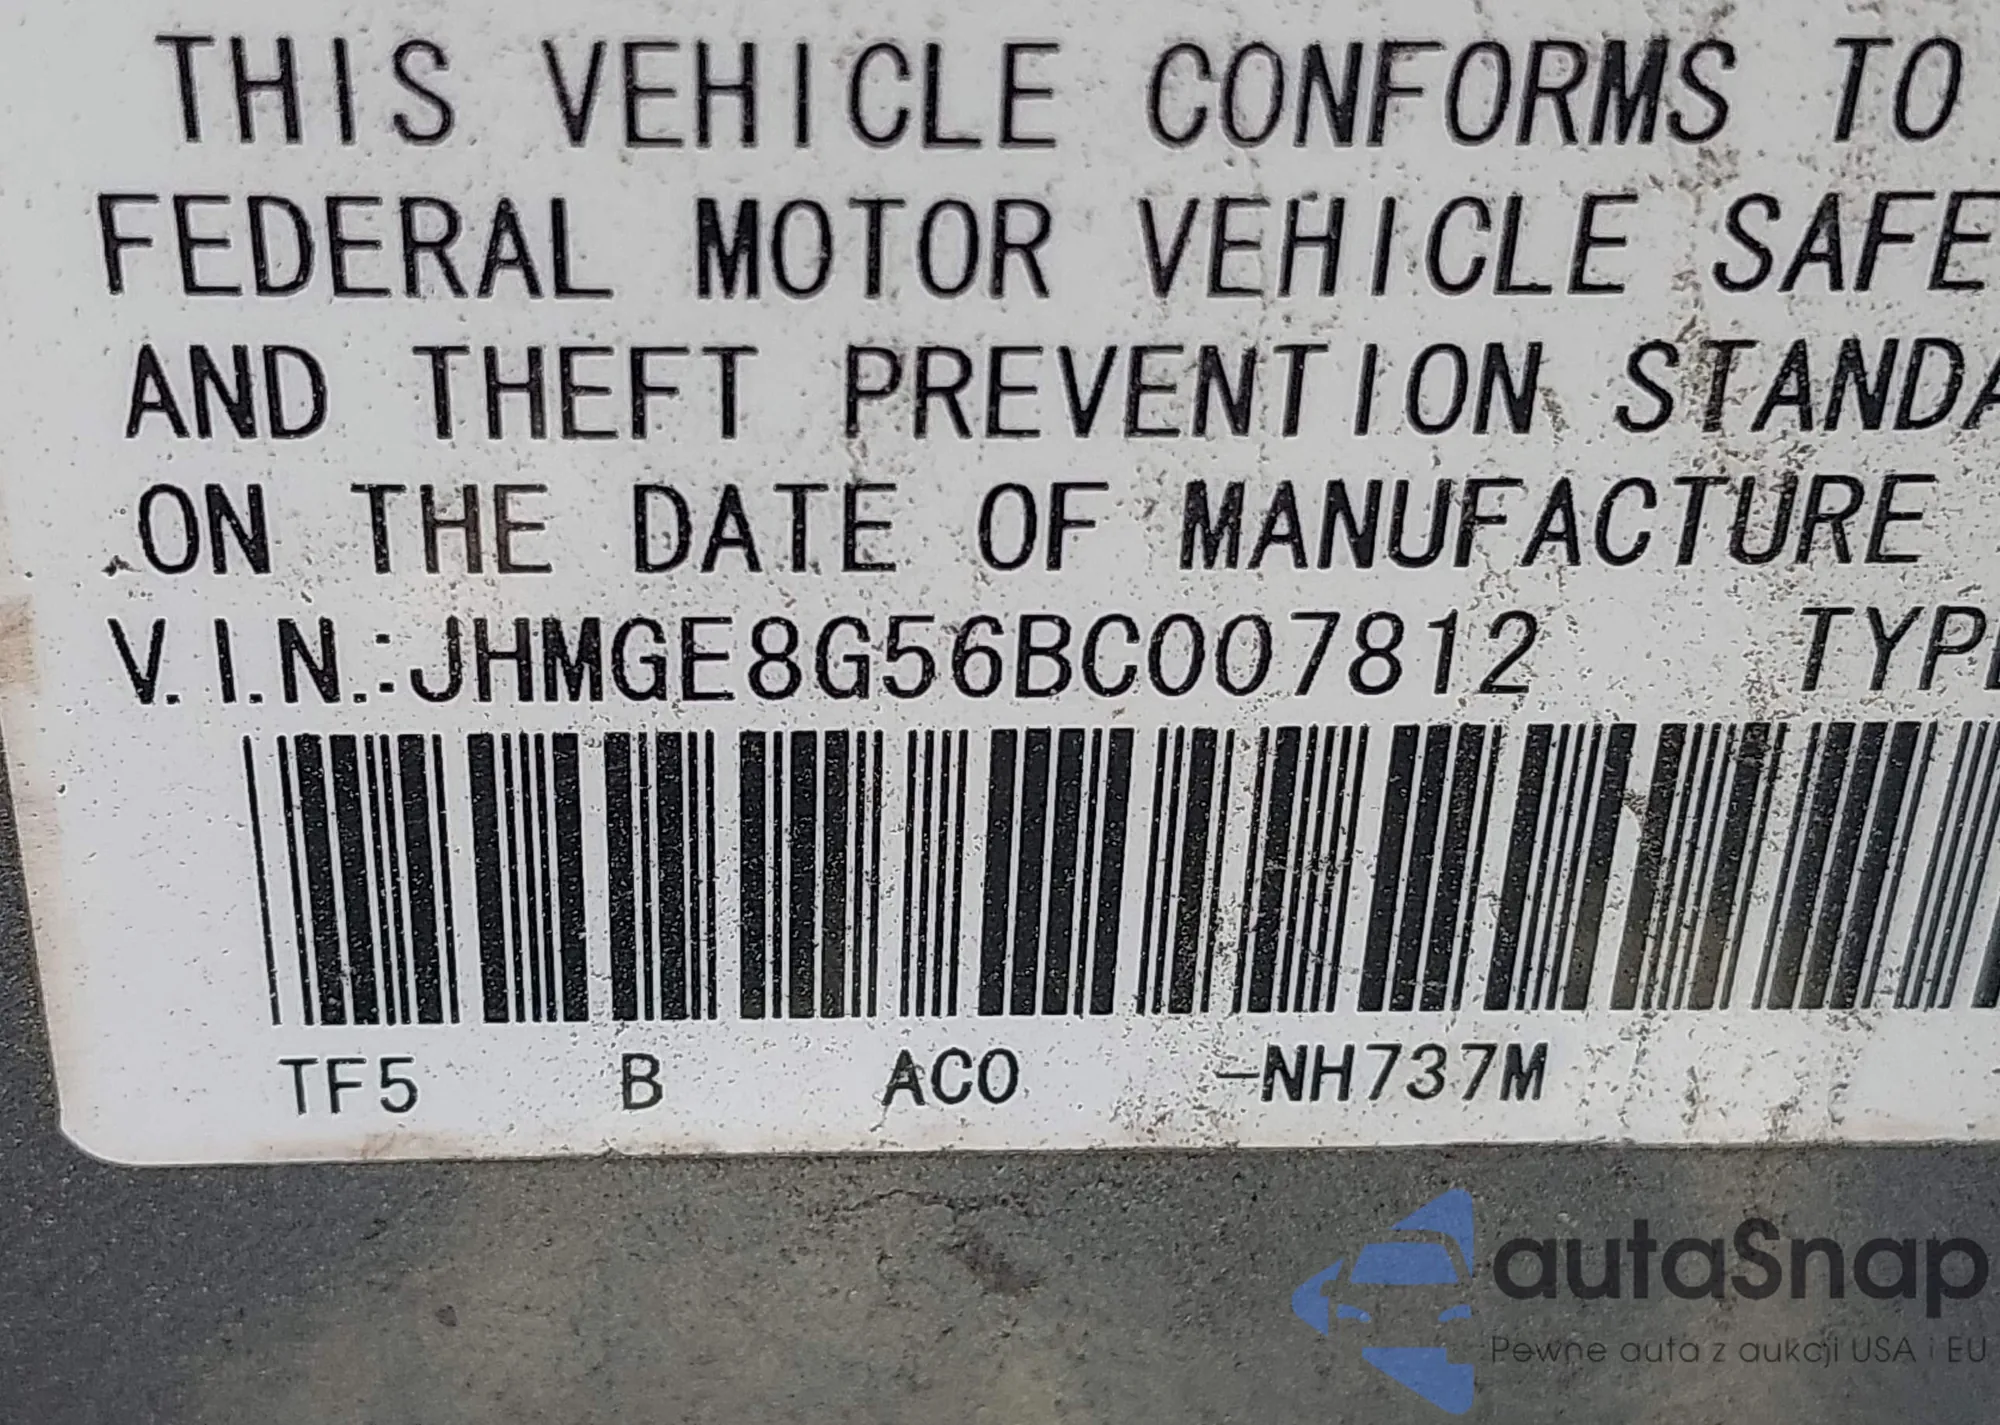 THIS VEHICLE CONFORMS TO
FEDERAL MOTOR VEHICLE SAFE
AND THEFT PREVENTION STANDA
ON THE DATE OF MANUFACTURE
V.I.N.:JHMGE8G56BC007812 TYPE
TF5 B AC0 -NH737M
autaSnap
Pewne auta z aukcji USA i EU